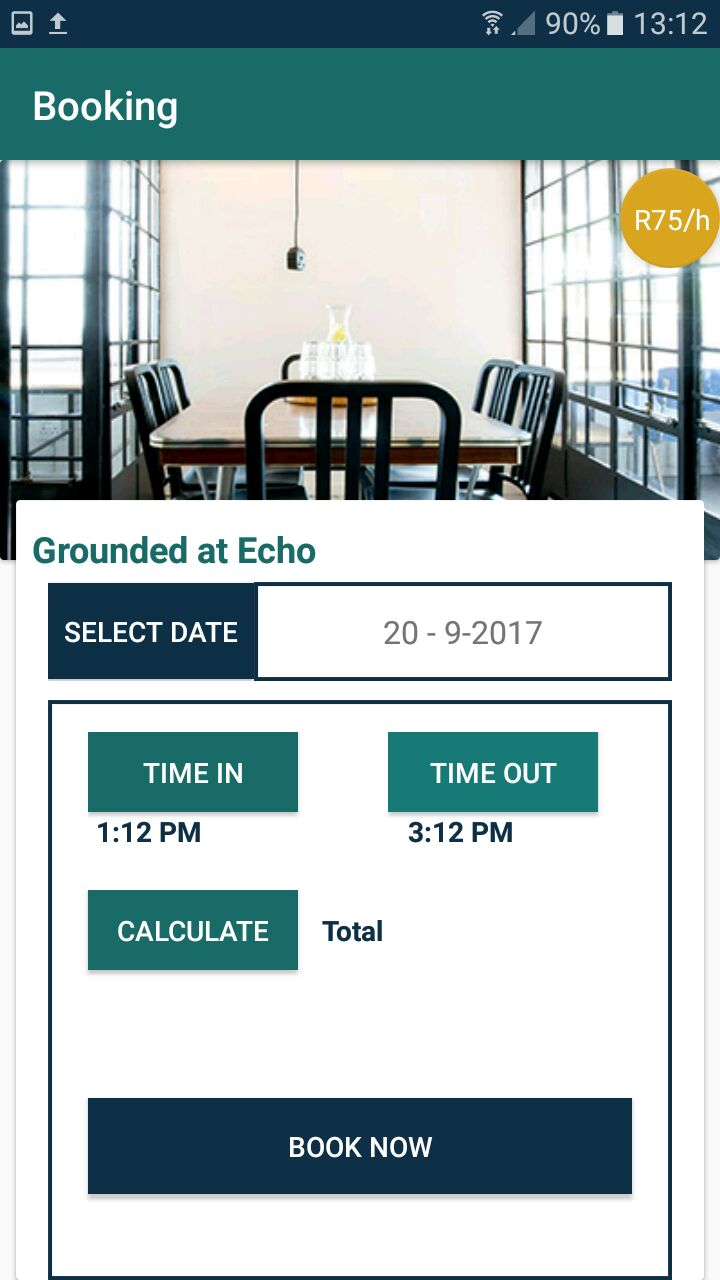 90% 13:12
Booking
R75/h
Grounded at Echo
SELECT DATE 20 - 9-2017
TIME IN TIME OUT
1:12 PM 3:12 PM
CALCULATE Total
BOOK NOW